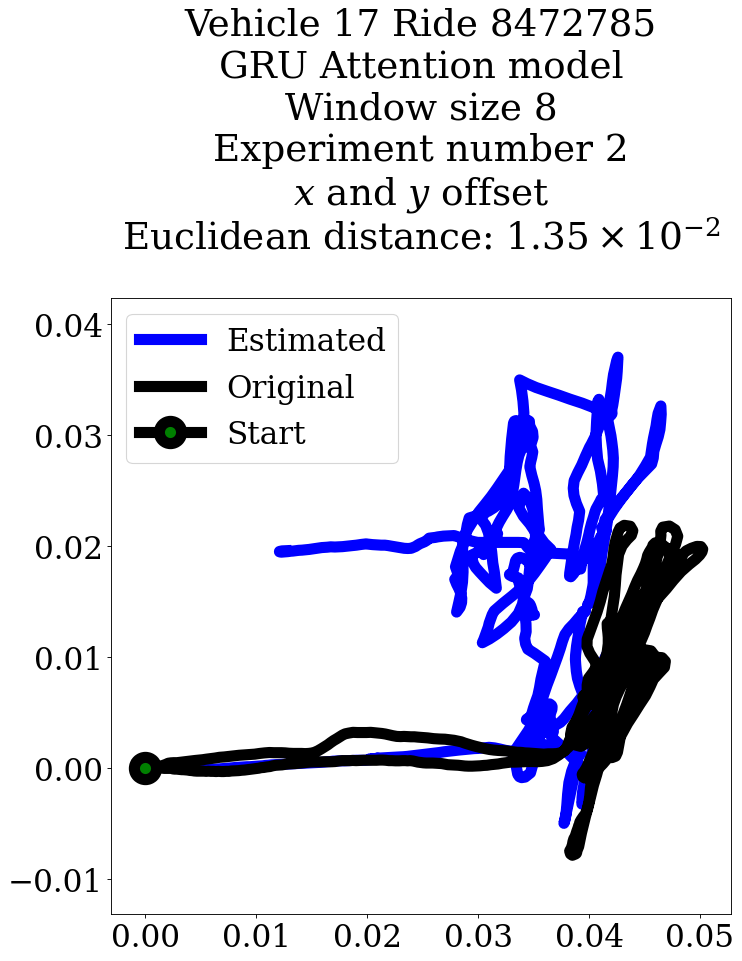 Vehicle 17 Ride 8472785
GRU Attention model
Window size 8
Experiment number 2
x and y offset
Euclidean distance: 1.35 × 10⁻²
Estimated
Original
Start
0.04
0.03
0.02
0.01
0.00
−0.01
0.00 0.01 0.02 0.03 0.04 0.05